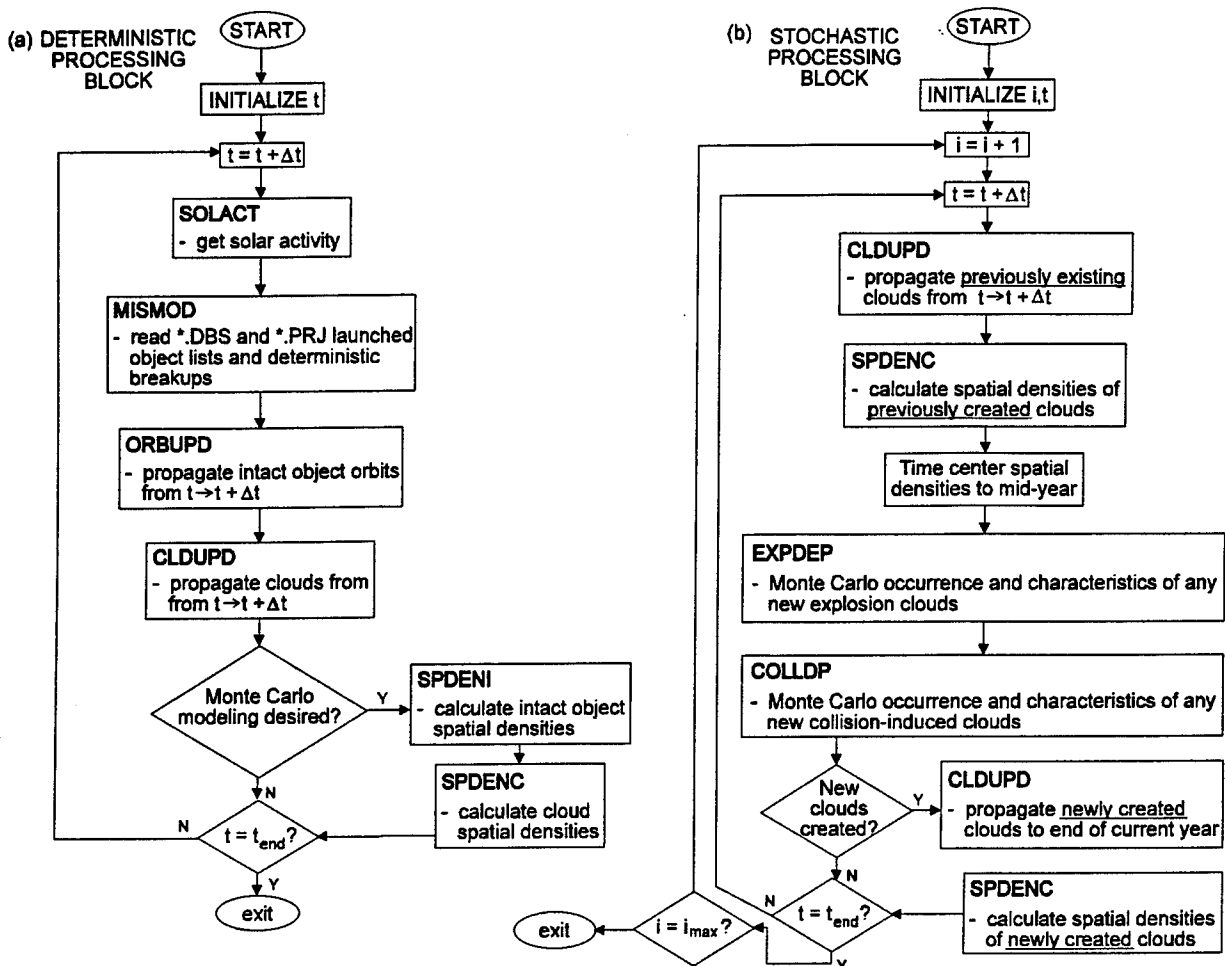 (a) DETERMINISTIC
PROCESSING
BLOCK
START
INITIALIZE t
t = t + Δt
SOLACT
- get solar activity
MISMOD
- read *.DBS and *.PRJ launched
object lists and deterministic
breakups
ORBUPD
- propagate intact object orbits
from t→t + Δt
CLDUPD
- propagate clouds from
from t→t + Δt
Monte Carlo
modeling desired?
Y
N
SPDENI
- calculate intact object
spatial densities
SPDENC
- calculate cloud
spatial densities
t = tend?
N
Y
exit
(b) STOCHASTIC
PROCESSING
BLOCK
START
INITIALIZE i,t
i = i + 1
t = t + Δt
CLDUPD
- propagate previously existing
clouds from t→t + Δt
SPDENC
- calculate spatial densities of
previously created clouds
Time center spatial
densities to mid-year
EXPDEP
- Monte Carlo occurrence and characteristics of any
new explosion clouds
COLLDP
- Monte Carlo occurrence and characteristics of any
new collision-induced clouds
New
clouds
created?
Y
N
CLDUPD
- propagate newly created
clouds to end of current year
SPDENC
- calculate spatial densities
of newly created clouds
t = tend?
N
Y
i = imax?
exit